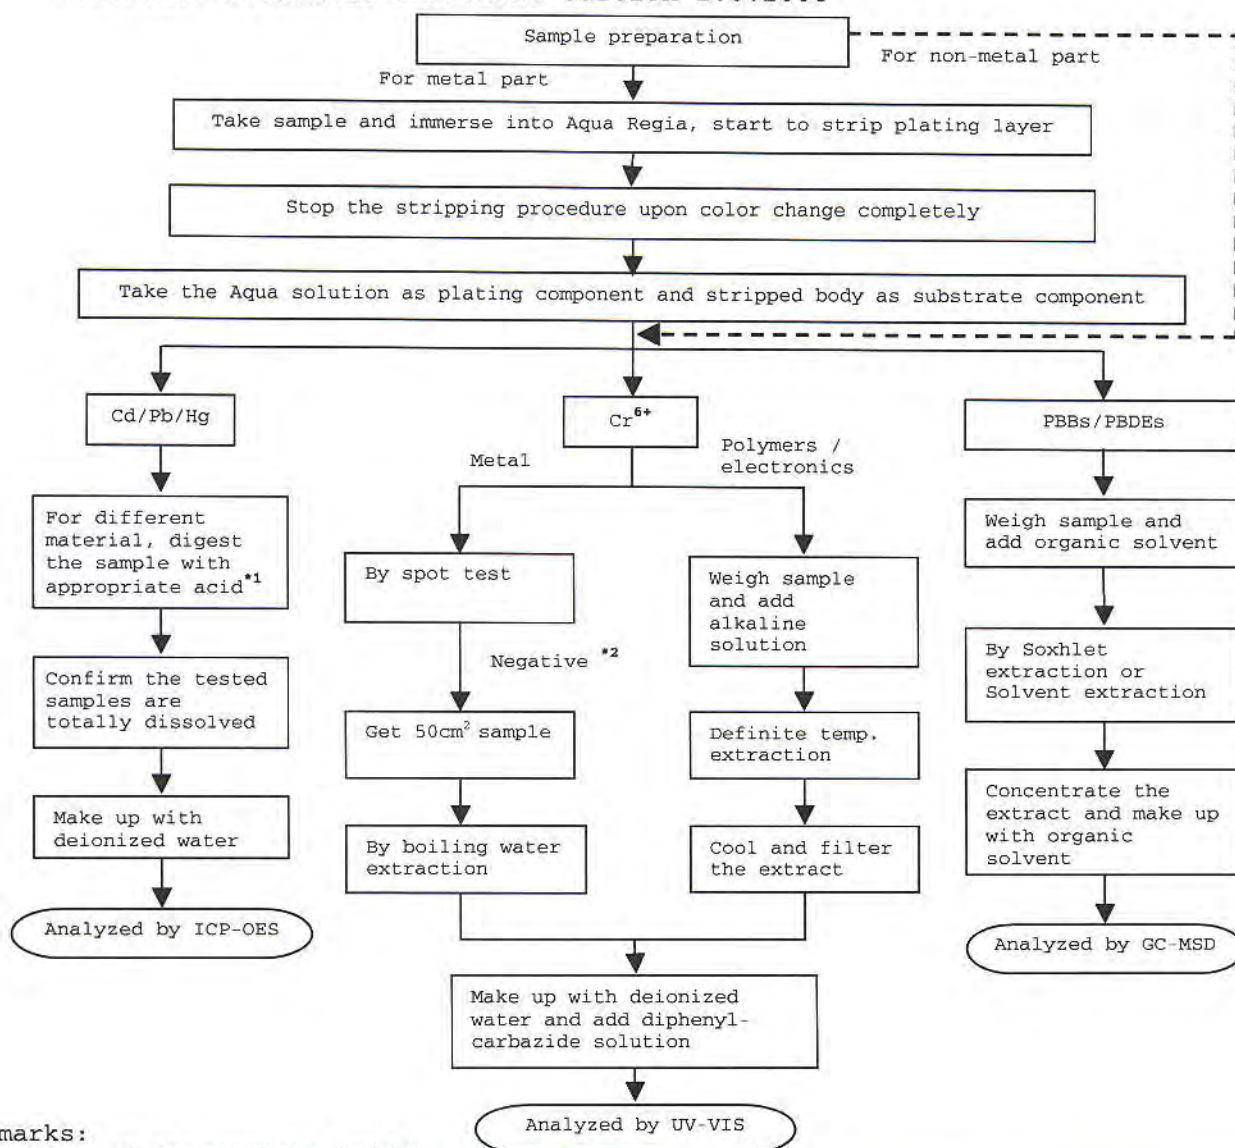 Sample preparation
For non-metal part
For metal part
Take sample and immerse into Aqua Regia, start to strip plating layer
Stop the stripping procedure upon color change completely
Take the Aqua solution as plating component and stripped body as substrate component
Cd/Pb/Hg
Cr6+
PBBs/PBDEs
Metal
Polymers /
electronics
For different
material, digest
the sample with
appropriate acid*1
By spot test
Weigh sample
and add
alkaline
solution
Weigh sample and
add organic solvent
Negative *2
Confirm the tested
samples are
totally dissolved
Get 50cm² sample
Definite temp.
extraction
By Soxhlet
extraction or
Solvent extraction
Make up with
deionized water
By boiling water
extraction
Cool and filter
the extract
Concentrate the
extract and make up
with organic
solvent
Analyzed by ICP-OES
Analyzed by GC-MSD
Make up with deionized
water and add diphenyl-
carbazide solution
Analyzed by UV-VIS
marks: